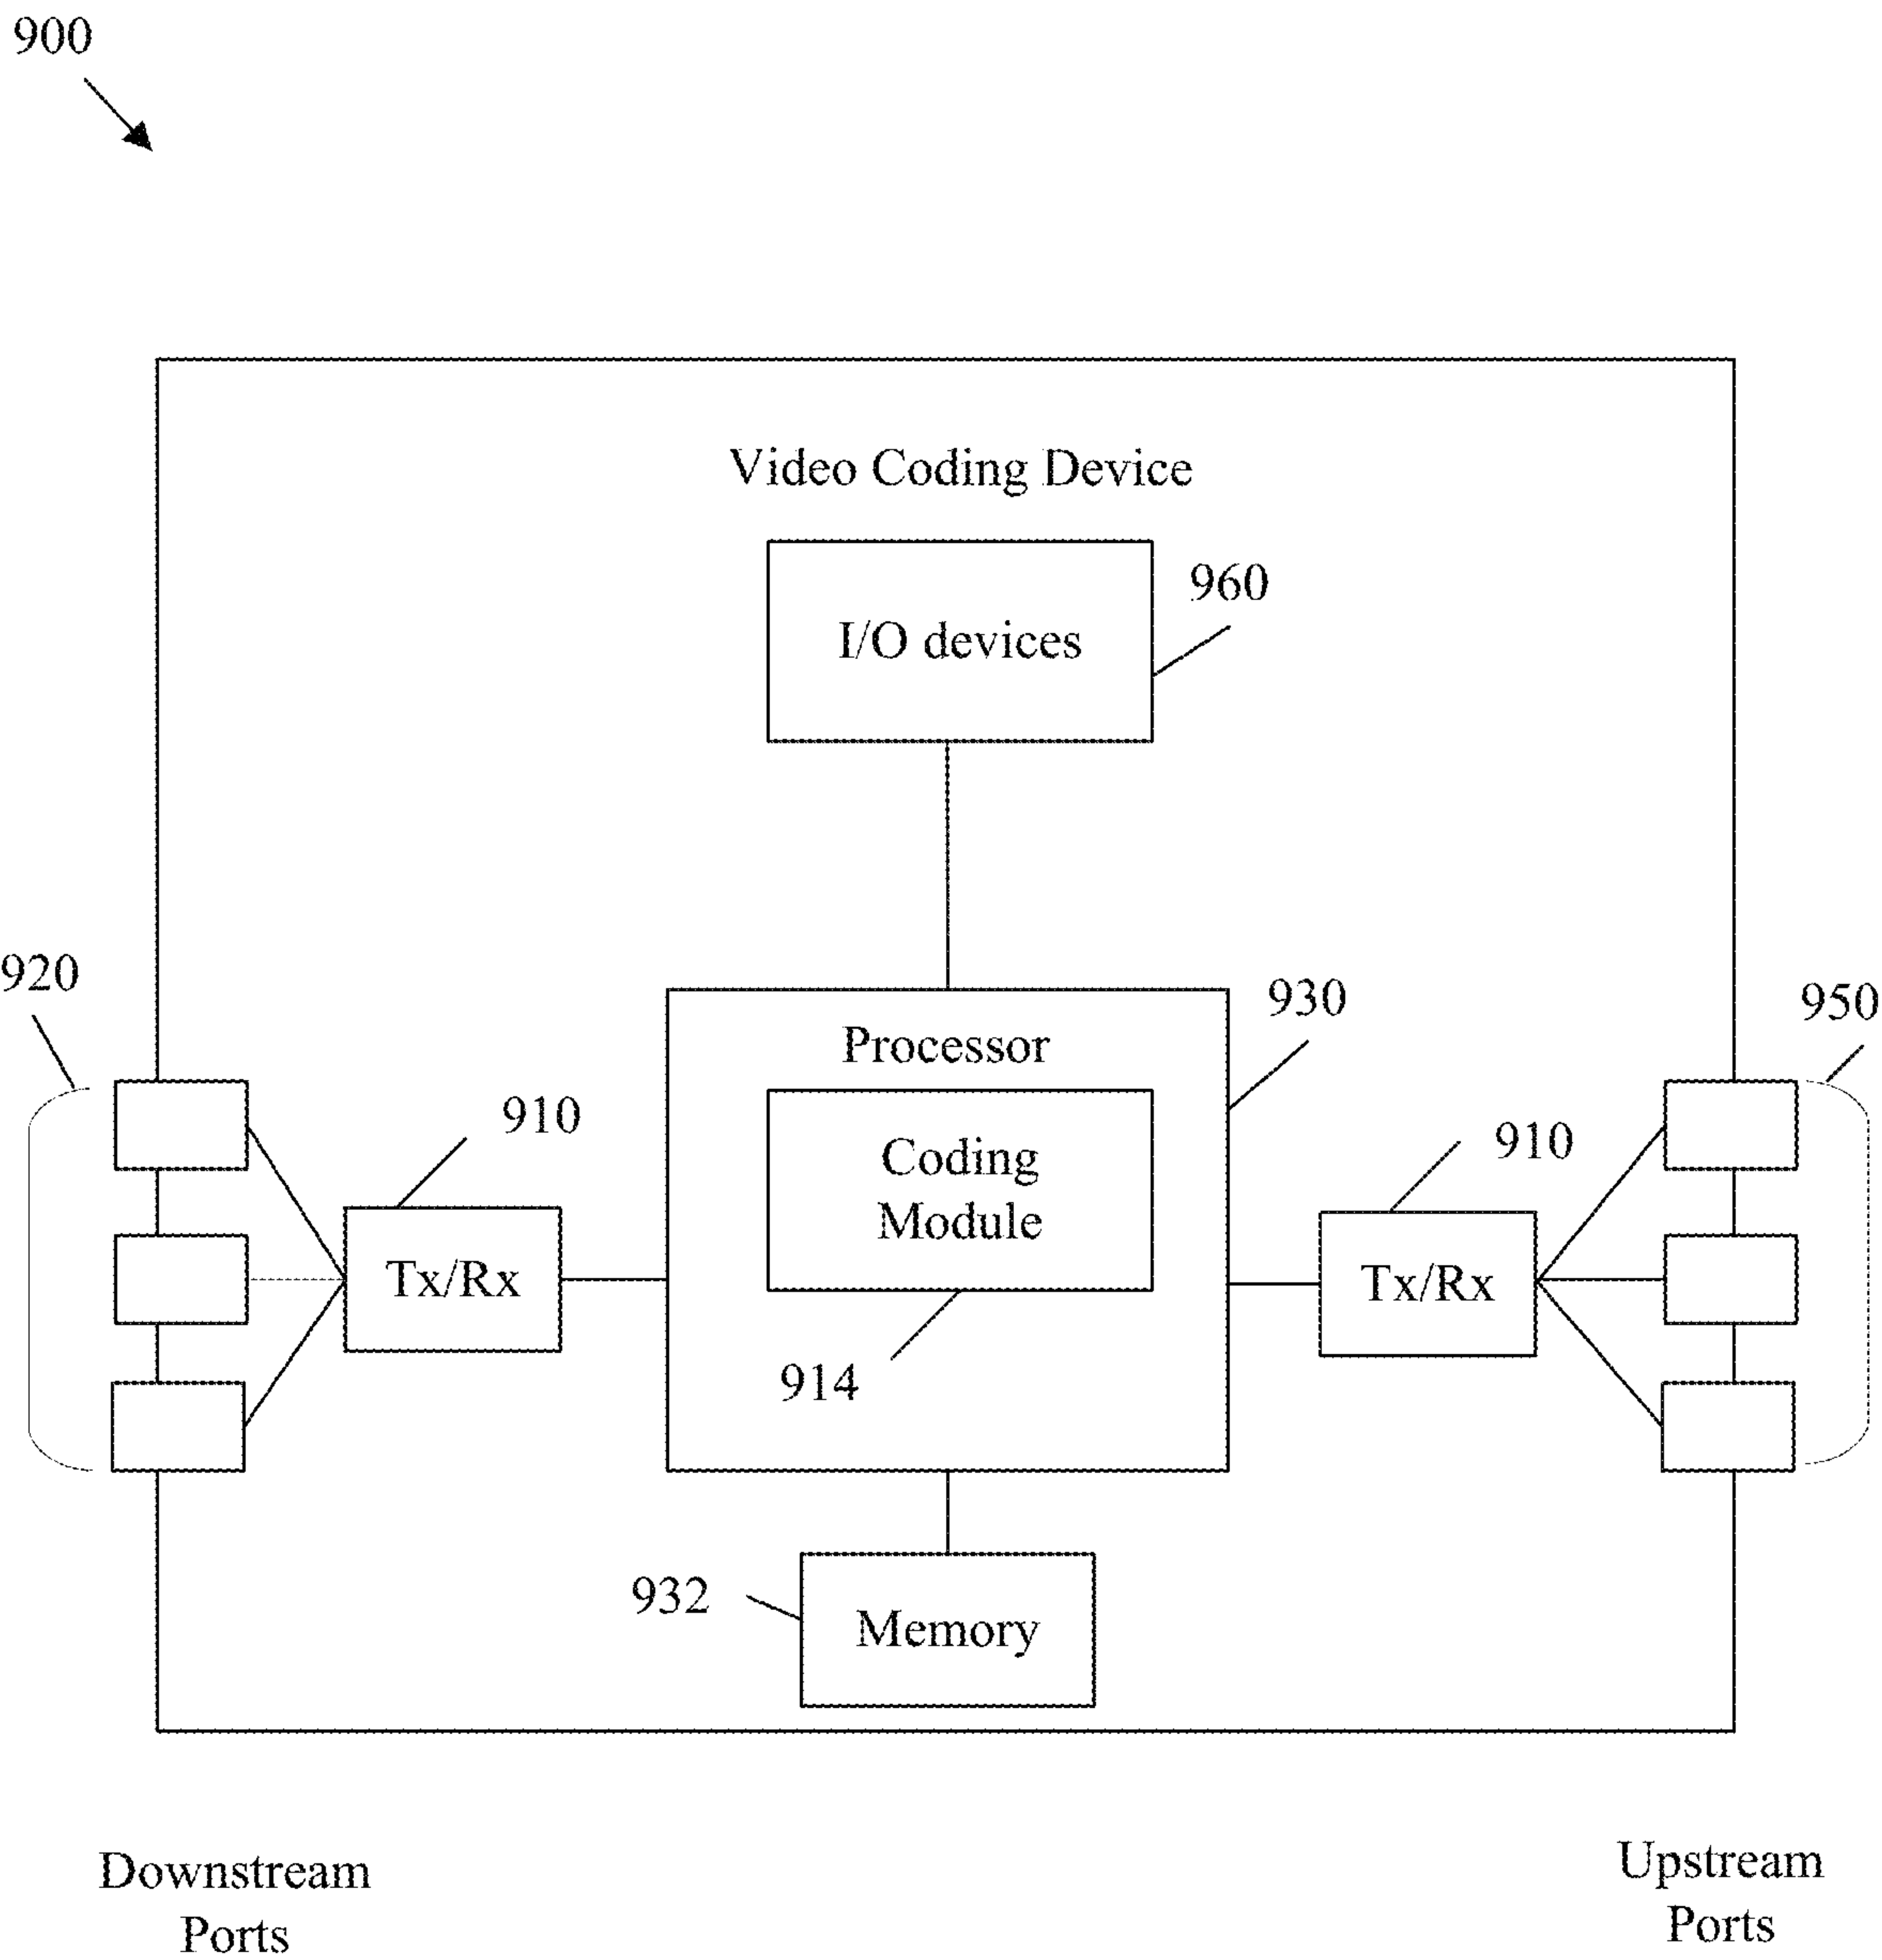 900
Video Coding Device
960
I/O devices
920
930
950
Processor
910
Coding
Module
910
Tx/Rx
Tx/Rx
914
932
Memory
Downstream
Ports
Upstream
Ports